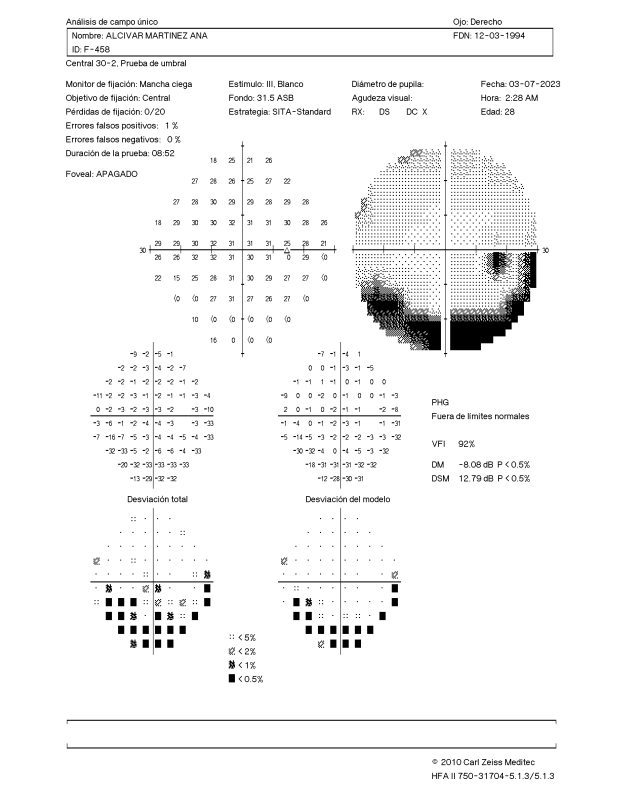 Análisis de campo único Ojo: Derecho
Nombre: ALCIVAR MARTINEZ ANA FDN: 12-03-1994
ID: F-458
Central 30-2, Prueba de umbral
Monitor de fijación: Mancha ciega Estímulo: III, Blanco Diámetro de pupila: Fecha: 03-07-2023
Objetivo de fijación: Central Fondo: 31.5 ASB Agudeza visual: Hora: 2:28 AM
Pérdidas de fijación: 0/20 Estrategia: SITA-Standard RX: DS DC X Edad: 28
Errores falsos positivos: 1 %
Errores falsos negativos: 0 %
Duración de la prueba: 08:52
Foveal: APAGADO
18 25 21 26
27 28 26 25 27 22
27 28 30 29 29 29 29 28
18 29 30 30 32 31 31 30 28 26
29 29 30 32 31 31 31 25 28 21
30 30
26 26 32 32 31 31 31 0 29 (0
22 15 25 28 31 30 29 31 27 (0
(0 (0 27 31 27 26 27 (0
10 (0 (0 (0 (0 (0
16 0 (0 (0
-9 -2 -5 -1 -7 -1 -4 1
-2 -2 -3 -4 -2 -7 0 0 -1 -3 -1 -5
-2 -2 -1 -2 -2 -2 -1 -2 -1 -1 1 -1 0 -1 0 0
-11 -2 -2 -3 -1 -2 -2 -2 -3 -4 -9 0 0 -2 0 -1 -1 -1 -1 -3
0 -2 -3 -2 -3 -2 -2 -3 -10 2 0 -1 0 -2 -1 -1 -2 -8
-3 -6 -1 -2 -4 -3 -2 -3 -33 -1 -4 0 -1 -2 -3 -1 -1 -31
-7 -16 -7 -5 -3 -4 -4 -5 -4 -33 -5 -14 -5 -3 -2 -2 -2 -3 -3 -32
-32 -33 -5 -2 -6 -6 -4 -33 -30 -32 -4 0 -4 -5 -3 -32
-20 -32 -33 -33 -33 -33 -18 -31 -31 -31 -32 -32
-13 -29 -32 -32 -12 -28 -30 -31
PHG
Fuera de límites normales
VFI 92%
DM -8.08 dB P < 0.5%
DSM 12.79 dB P < 0.5%
Desviación total Desviación del modelo
< 5%
< 2%
< 1%
< 0.5%
© 2010 Carl Zeiss Meditec
HFA II 750-31704-5.1.3/5.1.3